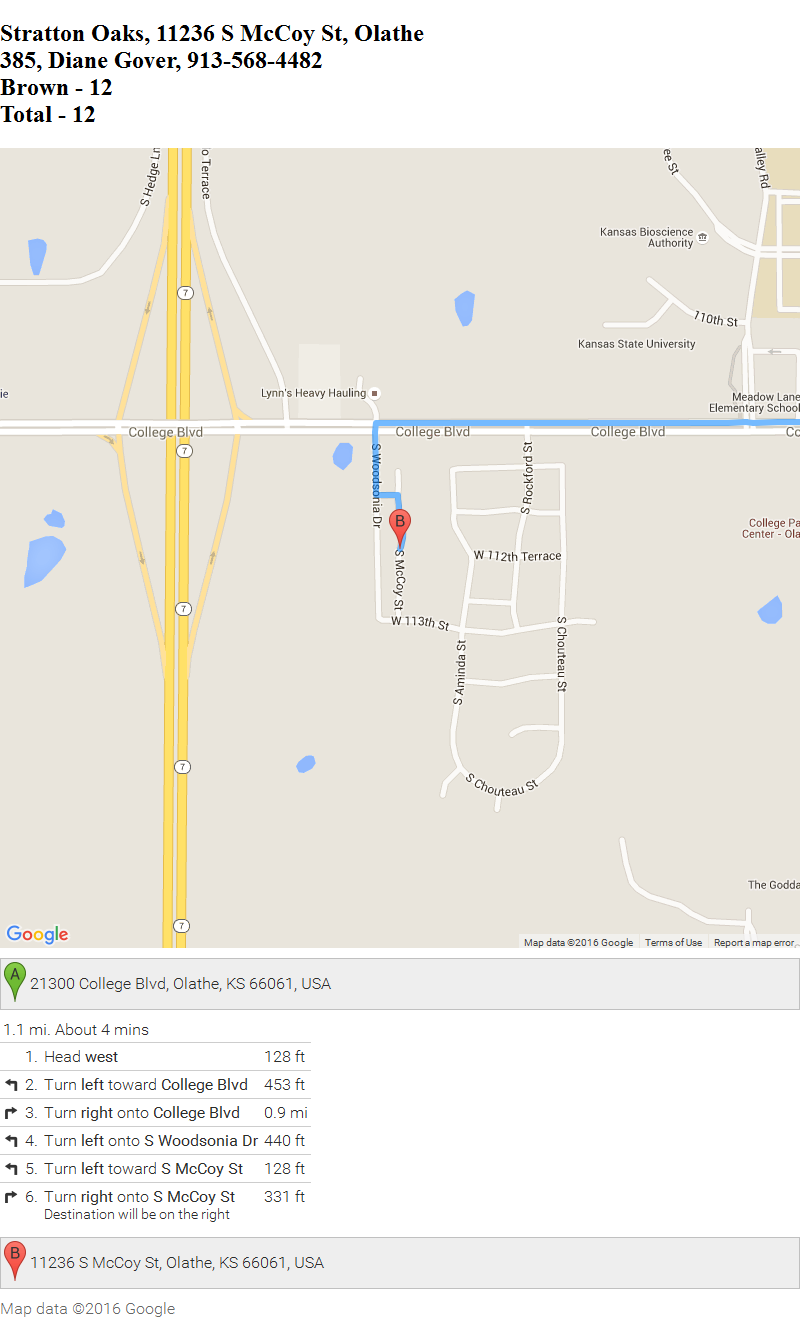 Stratton Oaks, 11236 S McCoy St, Olathe
385, Diane Gover, 913-568-4482
Brown - 12
Total - 12
S Hedge Ln
o Terrace
ee St
alley Rd
Kansas Bioscience
Authority
7
110th St
Kansas State University
ie
Lynn's Heavy Hauling
Meadow Lane
Elementary School
College Blvd
College Blvd
College Blvd
Co
7
S Woodsonia Dr
S Rockford St
B
College Pa
Center - Ola
W 112th Terrace
S McCoy St
7
W 113th St
S Chouteau St
S Aminda St
7
S Chouteau St
The Godda
7
Google
Map data ©2016 Google
Terms of Use
Report a map error
A
21300 College Blvd, Olathe, KS 66061, USA
1.1 mi. About 4 mins
1. Head west 128 ft
2. Turn left toward College Blvd 453 ft
3. Turn right onto College Blvd 0.9 mi
4. Turn left onto S Woodsonia Dr 440 ft
5. Turn left toward S McCoy St 128 ft
6. Turn right onto S McCoy St 331 ft
Destination will be on the right
B
11236 S McCoy St, Olathe, KS 66061, USA
Map data ©2016 Google